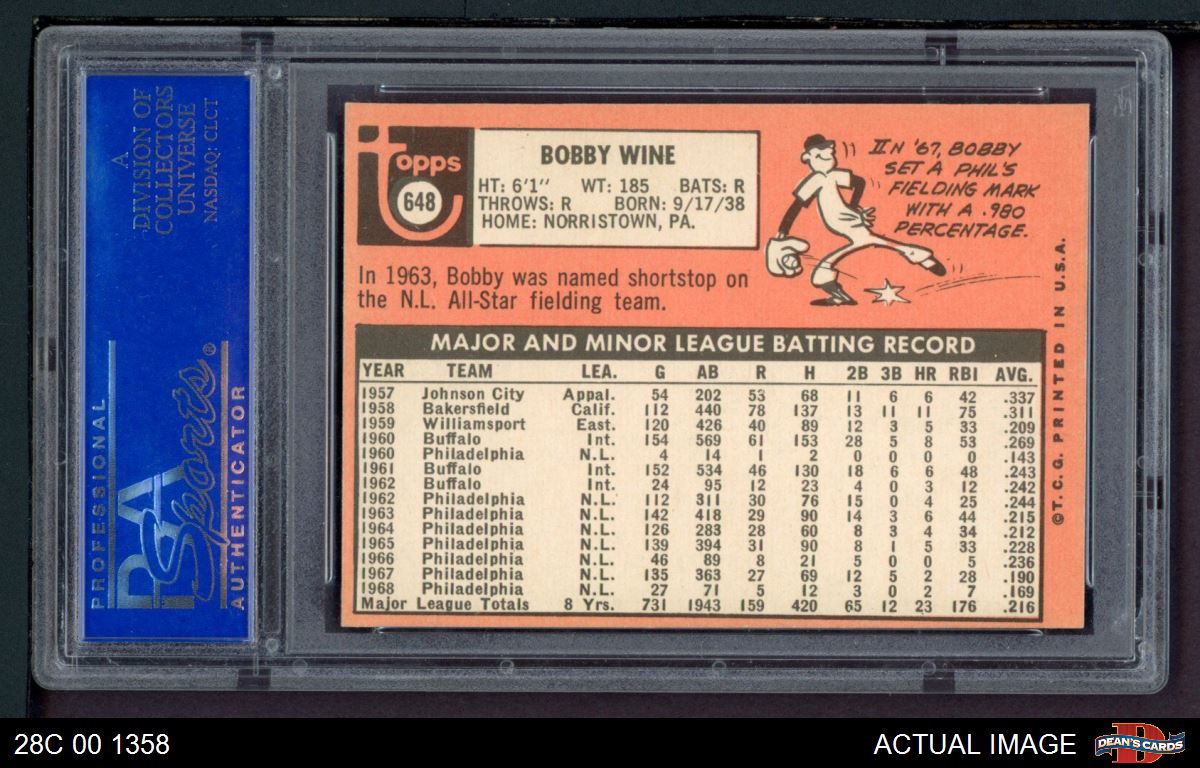 A
DIVISION OF
COLLECTORS
UNIVERSE
NASDAQ: CLCT
PROFESSIONAL
PSA
Sports®
AUTHENTICATOR
Topps
648
BOBBY WINE
HT: 6'1" WT: 185 BATS: R
THROWS: R BORN: 9/17/38
HOME: NORRISTOWN, PA.
IN '67, BOBBY
SET A PHIL'S
FIELDING MARK
WITH A .980
PERCENTAGE.
In 1963, Bobby was named shortstop on
the N.L. All-Star fielding team.
MAJOR AND MINOR LEAGUE BATTING RECORD
YEAR TEAM LEA. G AB R H 2B 3B HR RBI AVG.
1957 Johnson City Appal. 54 202 53 68 11 6 6 42 .337
1958 Bakersfield Calif. 112 440 78 137 13 11 11 75 .311
1959 Williamsport East. 120 426 40 89 12 3 5 33 .209
1960 Buffalo Int. 154 569 61 153 28 5 8 53 .269
1960 Philadelphia N.L. 4 14 1 2 0 0 0 0 .143
1961 Buffalo Int. 152 534 46 130 18 6 6 48 .243
1962 Buffalo Int. 24 95 12 23 4 0 3 12 .242
1962 Philadelphia N.L. 112 311 30 76 15 0 4 25 .244
1963 Philadelphia N.L. 142 418 29 90 14 3 6 44 .215
1964 Philadelphia N.L. 126 283 28 60 8 3 4 34 .212
1965 Philadelphia N.L. 139 394 31 90 8 1 5 33 .228
1966 Philadelphia N.L. 46 89 8 21 5 0 0 5 .236
1967 Philadelphia N.L. 135 363 27 69 12 5 2 28 .190
1968 Philadelphia N.L. 27 71 5 12 3 0 2 7 .169
Major League Totals 8 Yrs. 731 1943 159 420 65 12 23 176 .216
©T.C.G. PRINTED IN U.S.A.
28C 00 1358
ACTUAL IMAGE
D
DEAN'S CARDS